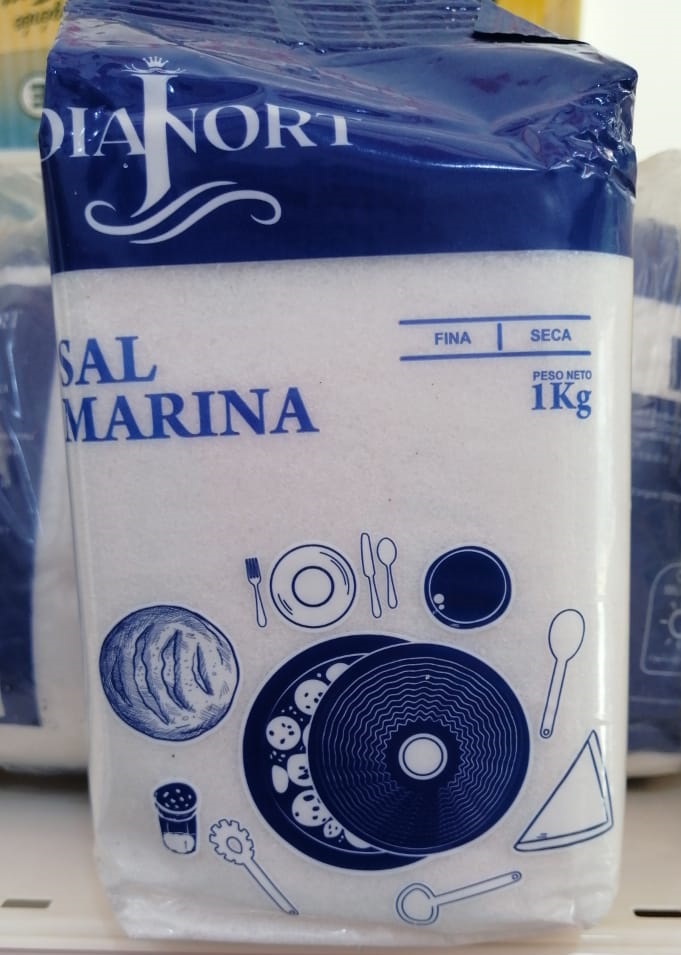 DIANORT
SAL
MARINA
FINA | SECA
PESO NETO
1Kg